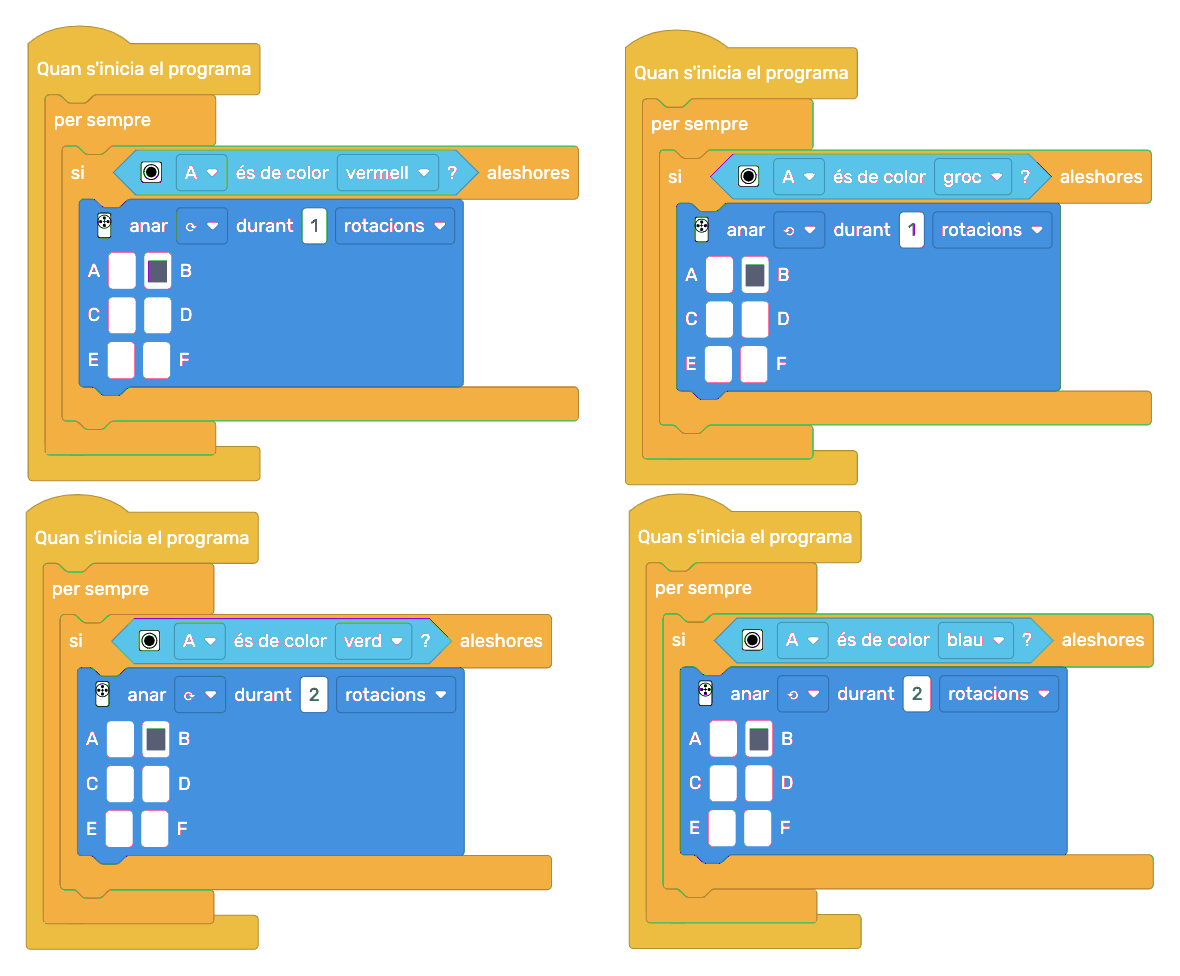 Quan s'inicia el programa
per sempre
si A és de color vermell ? aleshores
anar durant 1 rotacions
A B
C D
E F
Quan s'inicia el programa
per sempre
si A és de color groc ? aleshores
anar durant 1 rotacions
A B
C D
E F
Quan s'inicia el programa
per sempre
si A és de color verd ? aleshores
anar durant 2 rotacions
A B
C D
E F
Quan s'inicia el programa
per sempre
si A és de color blau ? aleshores
anar durant 2 rotacions
A B
C D
E F